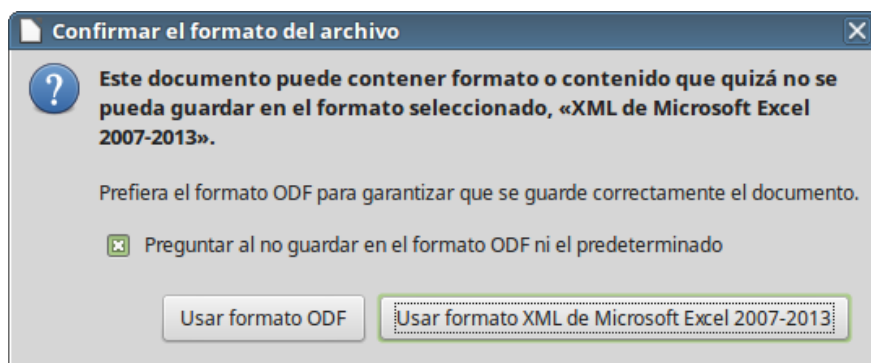 Confirmar el formato del archivo
Este documento puede contener formato o contenido que quizá no se
pueda guardar en el formato seleccionado, «XML de Microsoft Excel
2007-2013».
Prefiera el formato ODF para garantizar que se guarde correctamente el documento.
Preguntar al no guardar en el formato ODF ni el predeterminado
Usar formato ODF
Usar formato XML de Microsoft Excel 2007-2013